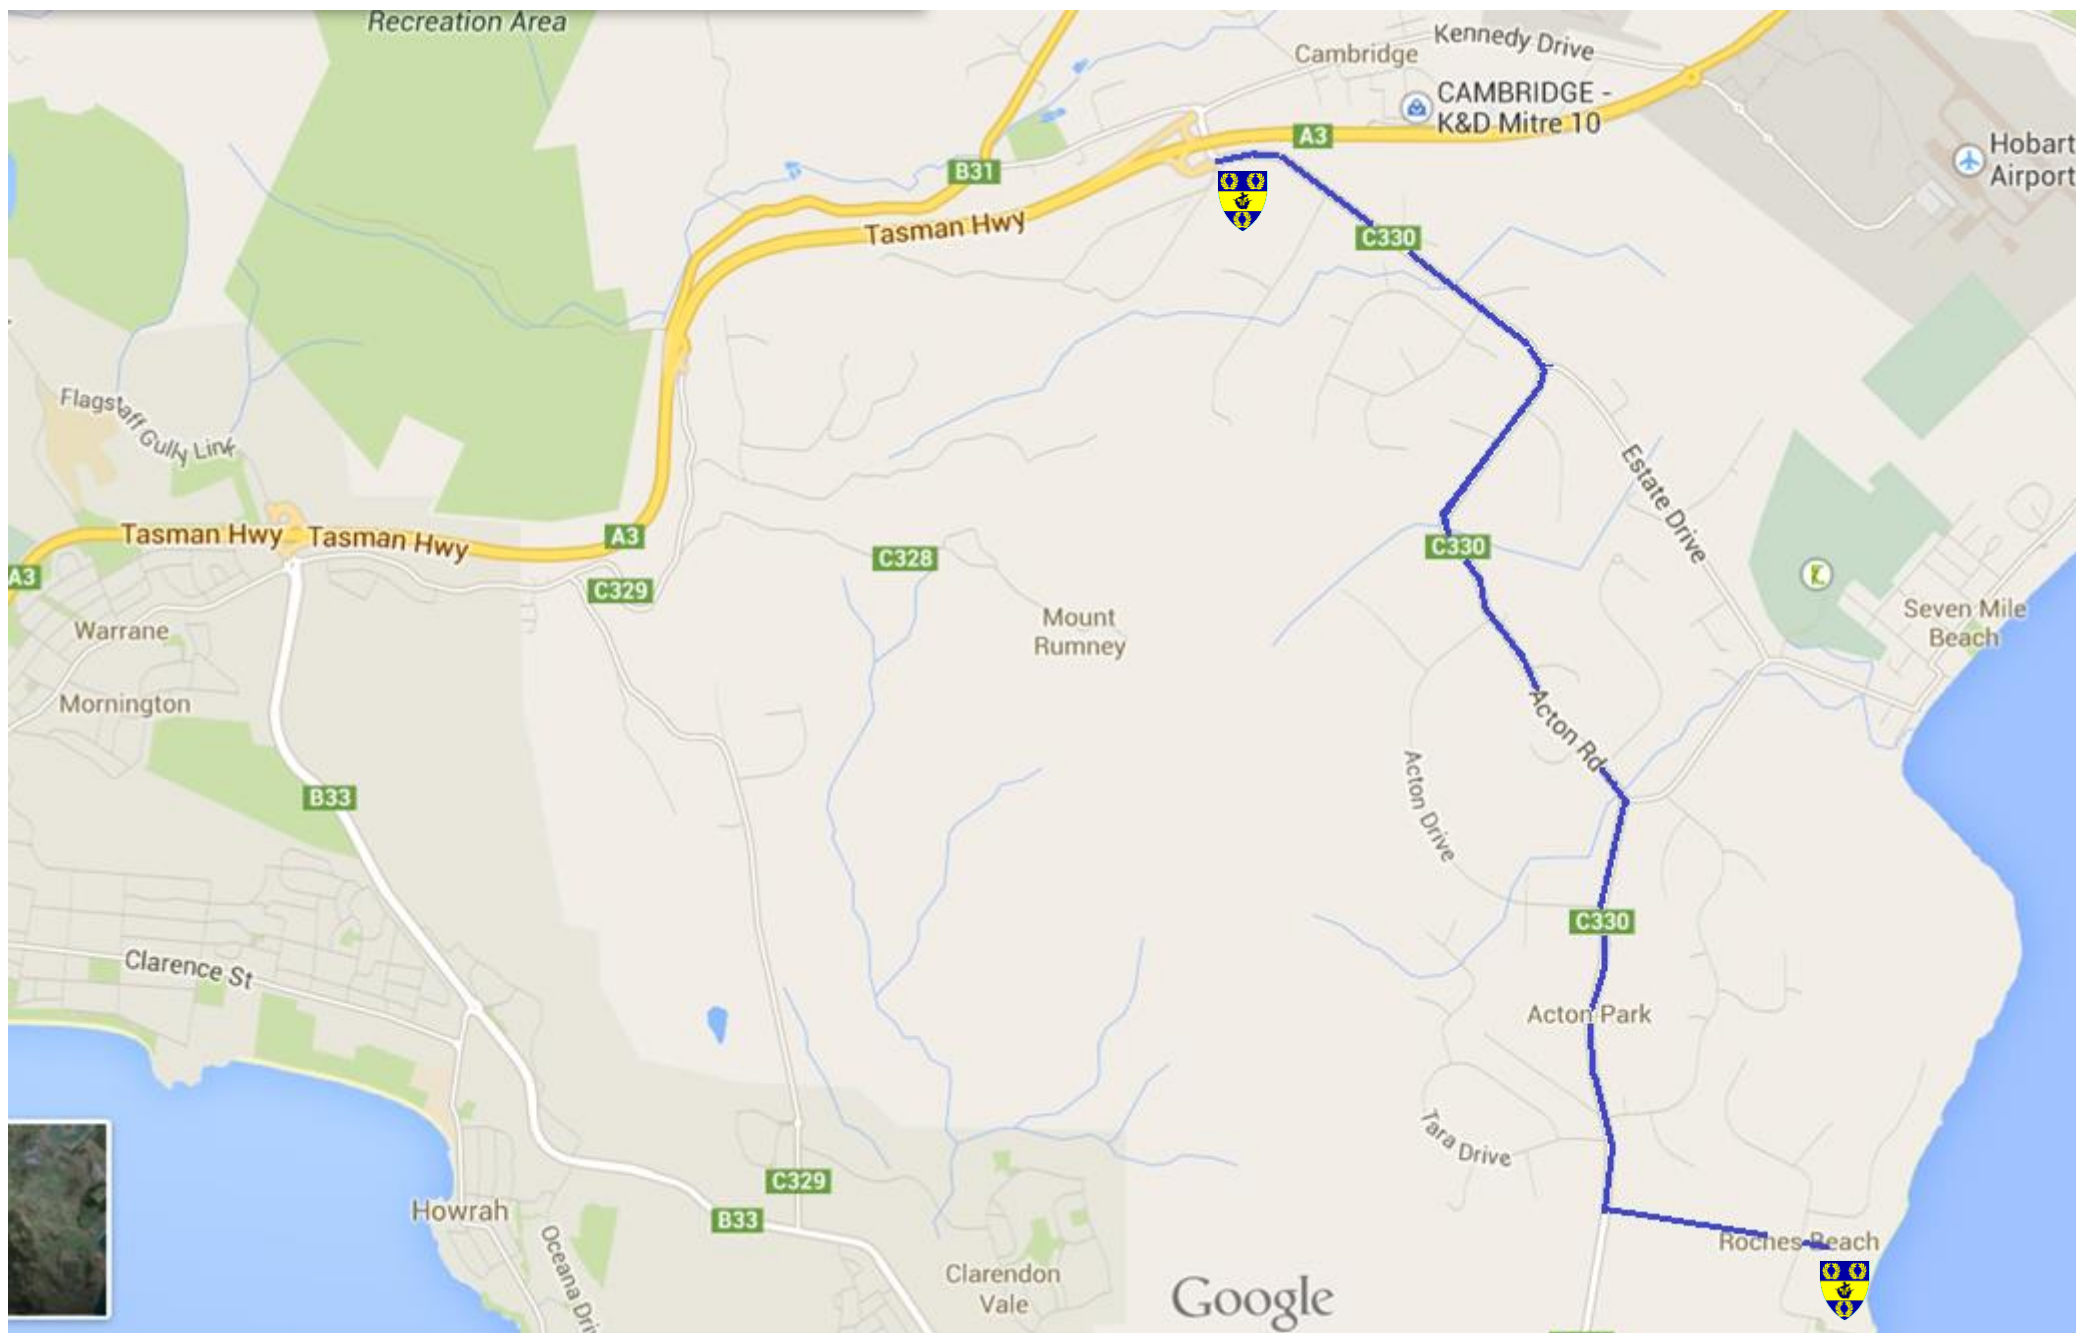 Recreation Area
Kennedy Drive
Cambridge
CAMBRIDGE -
K&D Mitre 10
A3
Hobart
Airport
B31
Tasman Hwy
C330
Flagstaff Gully Link
Estate Drive
Tasman Hwy
Tasman Hwy
A3
C328
C330
A3
C329
Seven Mile
Beach
Mount
Rumney
Warrane
Mornington
Acton Rd
B33
Acton Drive
C330
Clarence St
Acton Park
Tara Drive
C329
Howrah
B33
Roches Beach
Oceana Dri
Clarendon
Vale
Google